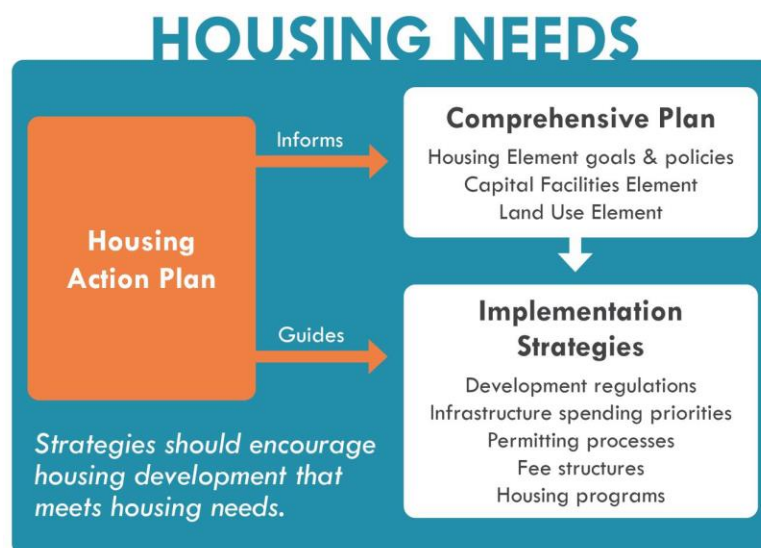 HOUSING NEEDS
Housing
Action Plan
Informs
Comprehensive Plan
Housing Element goals & policies
Capital Facilities Element
Land Use Element
Guides
Implementation
Strategies
Development regulations
Infrastructure spending priorities
Permitting processes
Fee structures
Housing programs
Strategies should encourage
housing development that
meets housing needs.